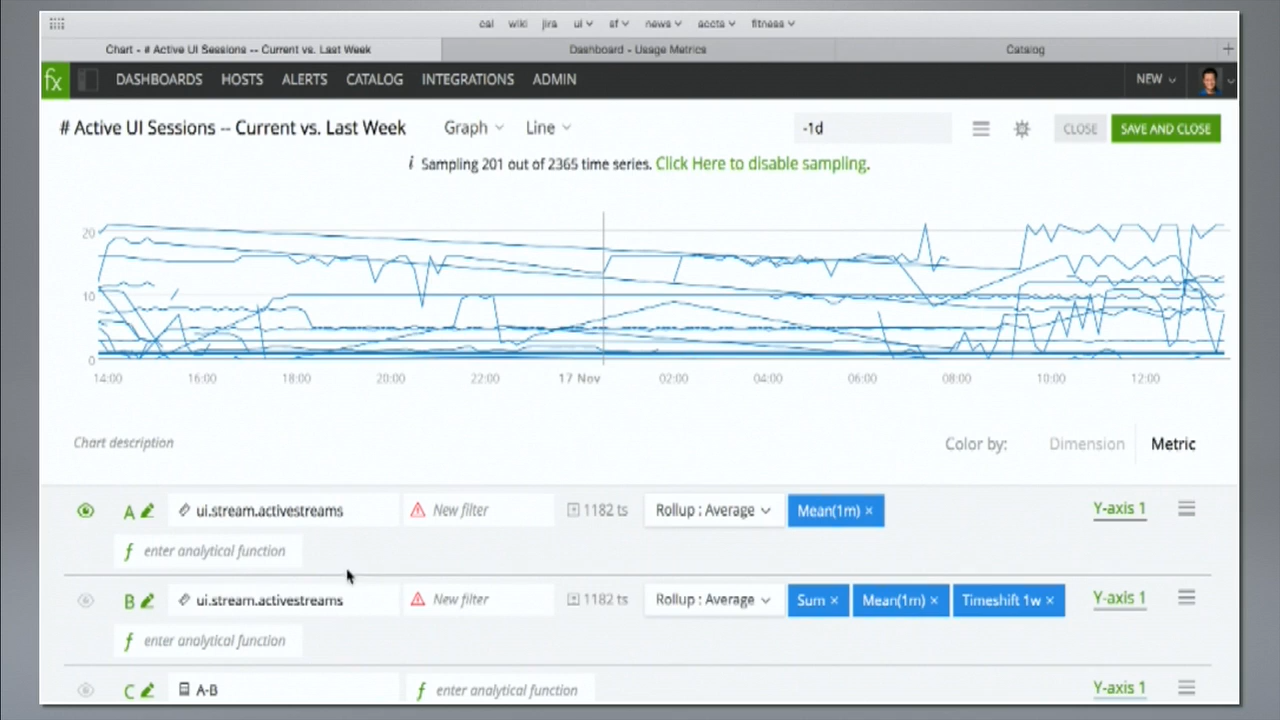 cal wiki jira ui sf news accts fitness
Chart - # Active UI Sessions -- Current vs. Last Week Dashboard - Usage Metrics Catalog +
fx DASHBOARDS HOSTS ALERTS CATALOG INTEGRATIONS ADMIN NEW
# Active UI Sessions -- Current vs. Last Week Graph Line -1d CLOSE SAVE AND CLOSE
i Sampling 201 out of 2365 time series. Click Here to disable sampling.
20
10
0
14:00 16:00 18:00 20:00 22:00 17 Nov 02:00 04:00 06:00 08:00 10:00 12:00
Chart description Color by: Dimension Metric
A ui.stream.activestreams New filter 1182 ts Rollup : Average Mean(1m) × Y-axis 1
f enter analytical function
B ui.stream.activestreams New filter 1182 ts Rollup : Average Sum × Mean(1m) × Timeshift 1w × Y-axis 1
f enter analytical function
C A-B f enter analytical function Y-axis 1